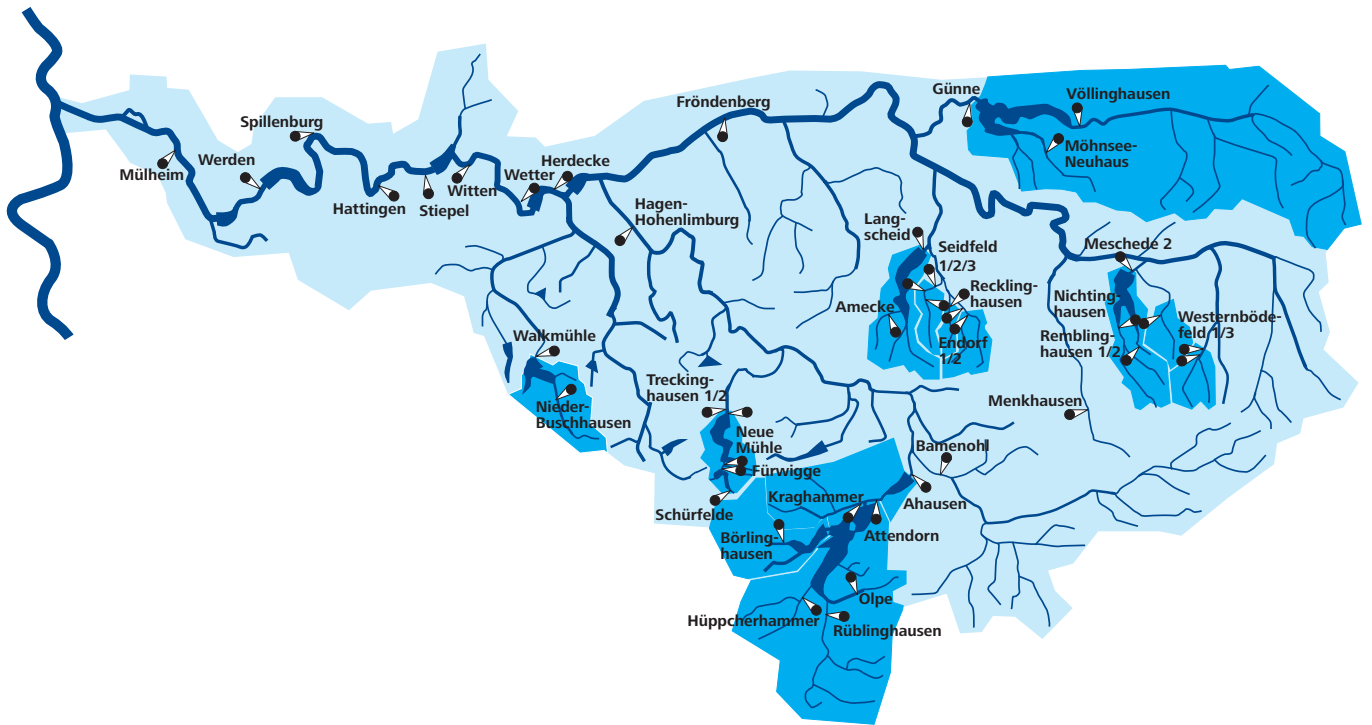 Günne
Völlinghausen
Fröndenberg
Spillenburg
Möhnsee-
Neuhaus
Werden
Herdecke
Mülheim
Wetter
Witten
Hattingen
Stiepel
Hagen-
Hohenlimburg
Lang-
scheid
Seidfeld
1/2/3
Meschede 2
Reckling-
hausen
Amecke
Endorf
1/2
Nichting-
hausen
Rembling-
hausen 1/2
Westernböde-
feld 1/3
Walkmühle
Trecking-
hausen 1/2
Nieder-
Buschhausen
Menkhausen
Neue
Mühle
Bamenohl
Fürwigge
Kraghammer
Ahausen
Schürfelde
Attendorn
Börling-
hausen
Olpe
Hüppcherhammer
Rüblinghausen